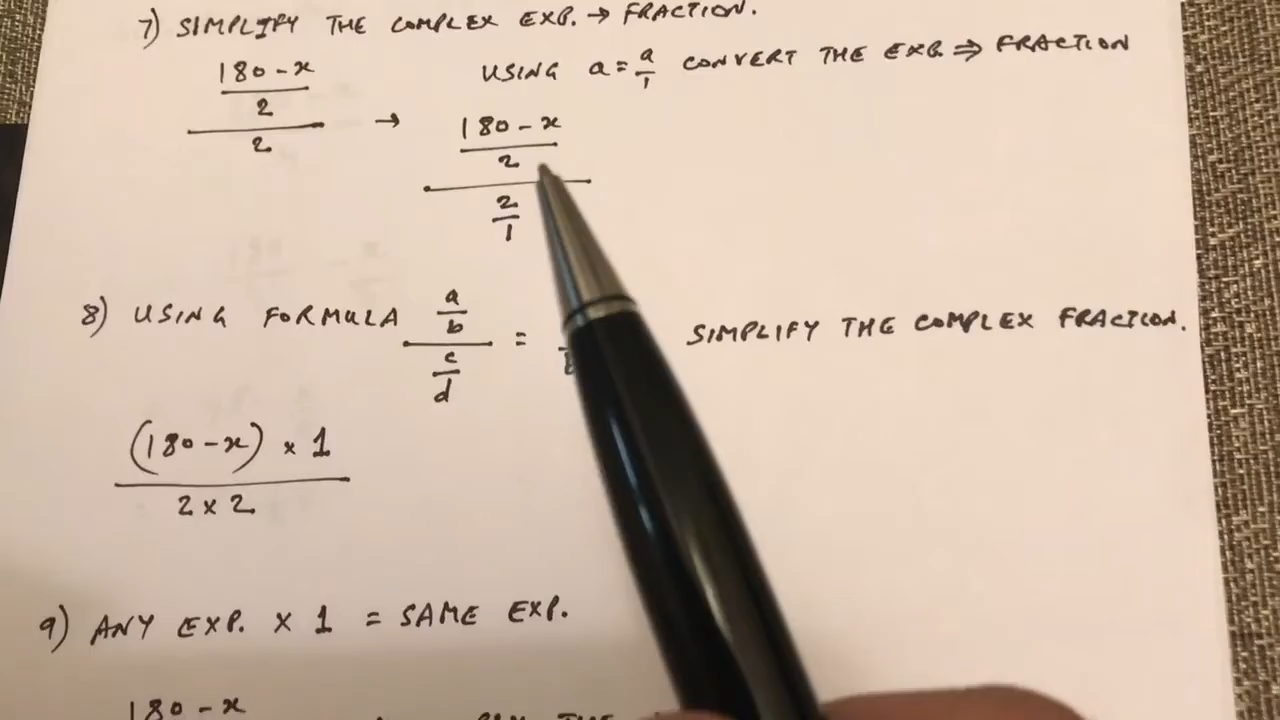 7) SIMPLIFY THE COMPLEX EXP. → FRACTION.
USING a = a/1 CONVERT THE EXP. ⇒ FRACTION
180 - x
2
2
→
180 - x
2
2
1
8) USING FORMULA
a
b
c
d
=
SIMPLIFY THE COMPLEX FRACTION.
(180 - x) × 1
2 × 2
9) ANY EXP. × 1 = SAME EXP.
180 - x
THE